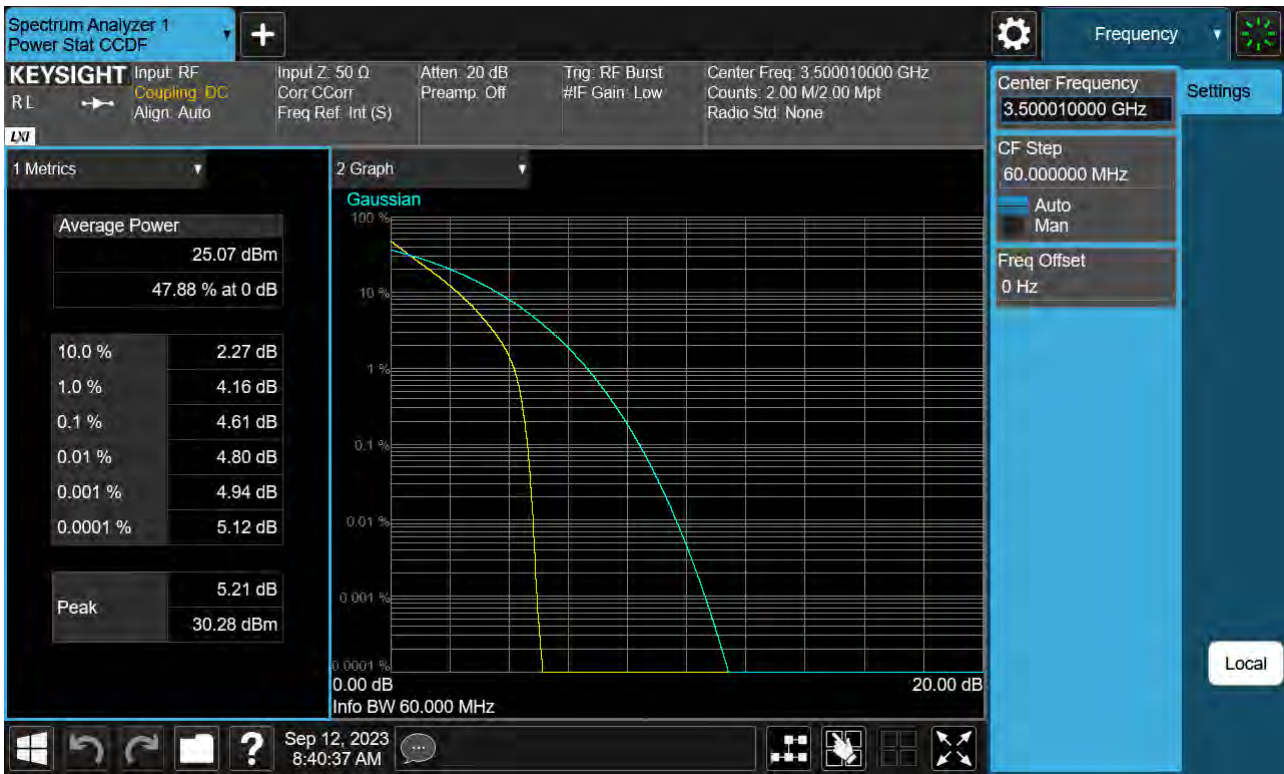 Spectrum Analyzer 1
Power Stat CCDF
Frequency
KEYSIGHT
R L
LXI
Input: RF
Coupling: DC
Align: Auto
Input Z: 50 Ω
Corr CCorr
Freq Ref: Int (S)
Atten: 20 dB
Preamp: Off
Trig: RF Burst
#IF Gain: Low
Center Freq: 3.500010000 GHz
Counts: 2.00 M/2.00 Mpt
Radio Std: None
Center Frequency
3.500010000 GHz
Settings
CF Step
60.000000 MHz
Auto
Man
Freq Offset
0 Hz
1 Metrics
Average Power
25.07 dBm
47.88 % at 0 dB
10.0 % 2.27 dB
1.0 % 4.16 dB
0.1 % 4.61 dB
0.01 % 4.80 dB
0.001 % 4.94 dB
0.0001 % 5.12 dB
Peak
5.21 dB
30.28 dBm
2 Graph
Gaussian
100 %
10 %
1 %
0.1 %
0.01 %
0.001 %
0.0001 %
0.00 dB 20.00 dB
Info BW 60.000 MHz
Local
?
Sep 12, 2023
8:40:37 AM